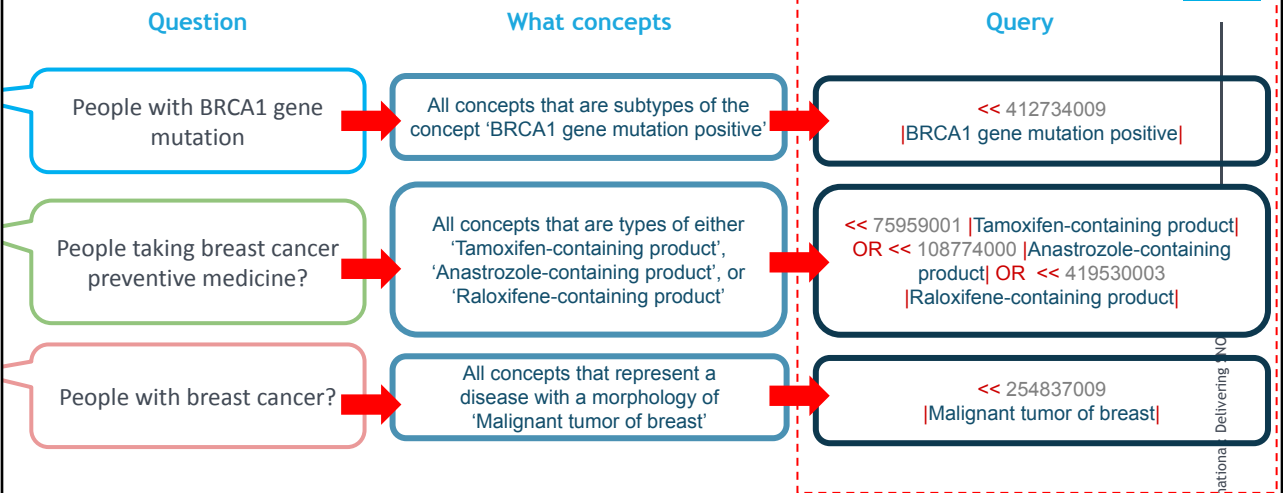 Question
What concepts
Query
People with BRCA1 gene
mutation
All concepts that are subtypes of the
concept ‘BRCA1 gene mutation positive’
<< 412734009
|BRCA1 gene mutation positive|
People taking breast cancer
preventive medicine?
All concepts that are types of either
‘Tamoxifen-containing product’,
‘Anastrozole-containing product’, or
‘Raloxifene-containing product’
<< 75959001 |Tamoxifen-containing product|
OR << 108774000 |Anastrozole-containing
product| OR << 419530003
|Raloxifene-containing product|
People with breast cancer?
All concepts that represent a
disease with a morphology of
‘Malignant tumor of breast’
<< 254837009
|Malignant tumor of breast|
Delivering